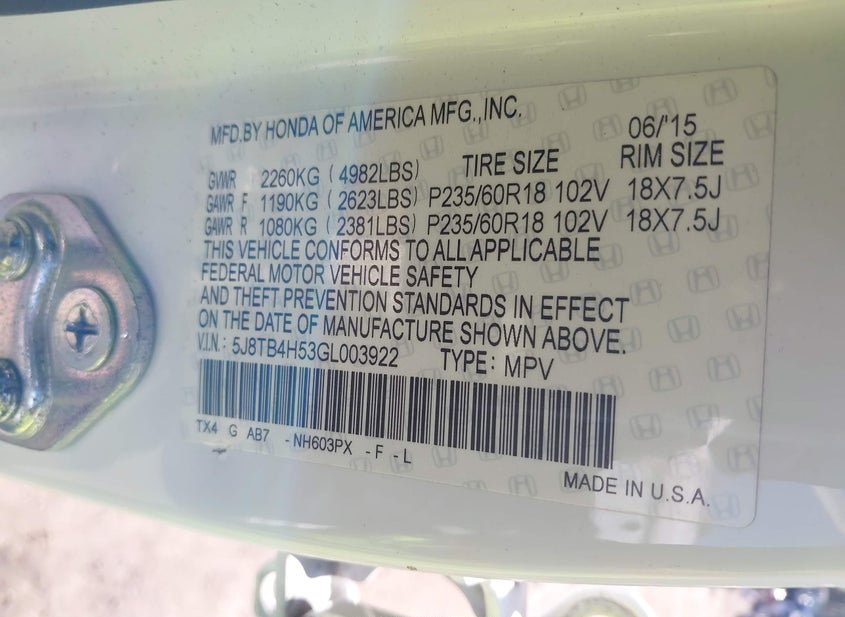 MFD.BY HONDA OF AMERICA MFG.,INC. 06/'15
TIRE SIZE RIM SIZE
GVWR 2260KG ( 4982LBS)
GAWR F 1190KG ( 2623LBS) P235/60R18 102V 18X7.5J
GAWR R 1080KG ( 2381LBS) P235/60R18 102V 18X7.5J
THIS VEHICLE CONFORMS TO ALL APPLICABLE
FEDERAL MOTOR VEHICLE SAFETY
AND THEFT PREVENTION STANDARDS IN EFFECT
ON THE DATE OF MANUFACTURE SHOWN ABOVE.
V.I.N.: 5J8TB4H53GL003922 TYPE: MPV
TX4 G AB7 -NH603PX -F -L
MADE IN U.S.A.